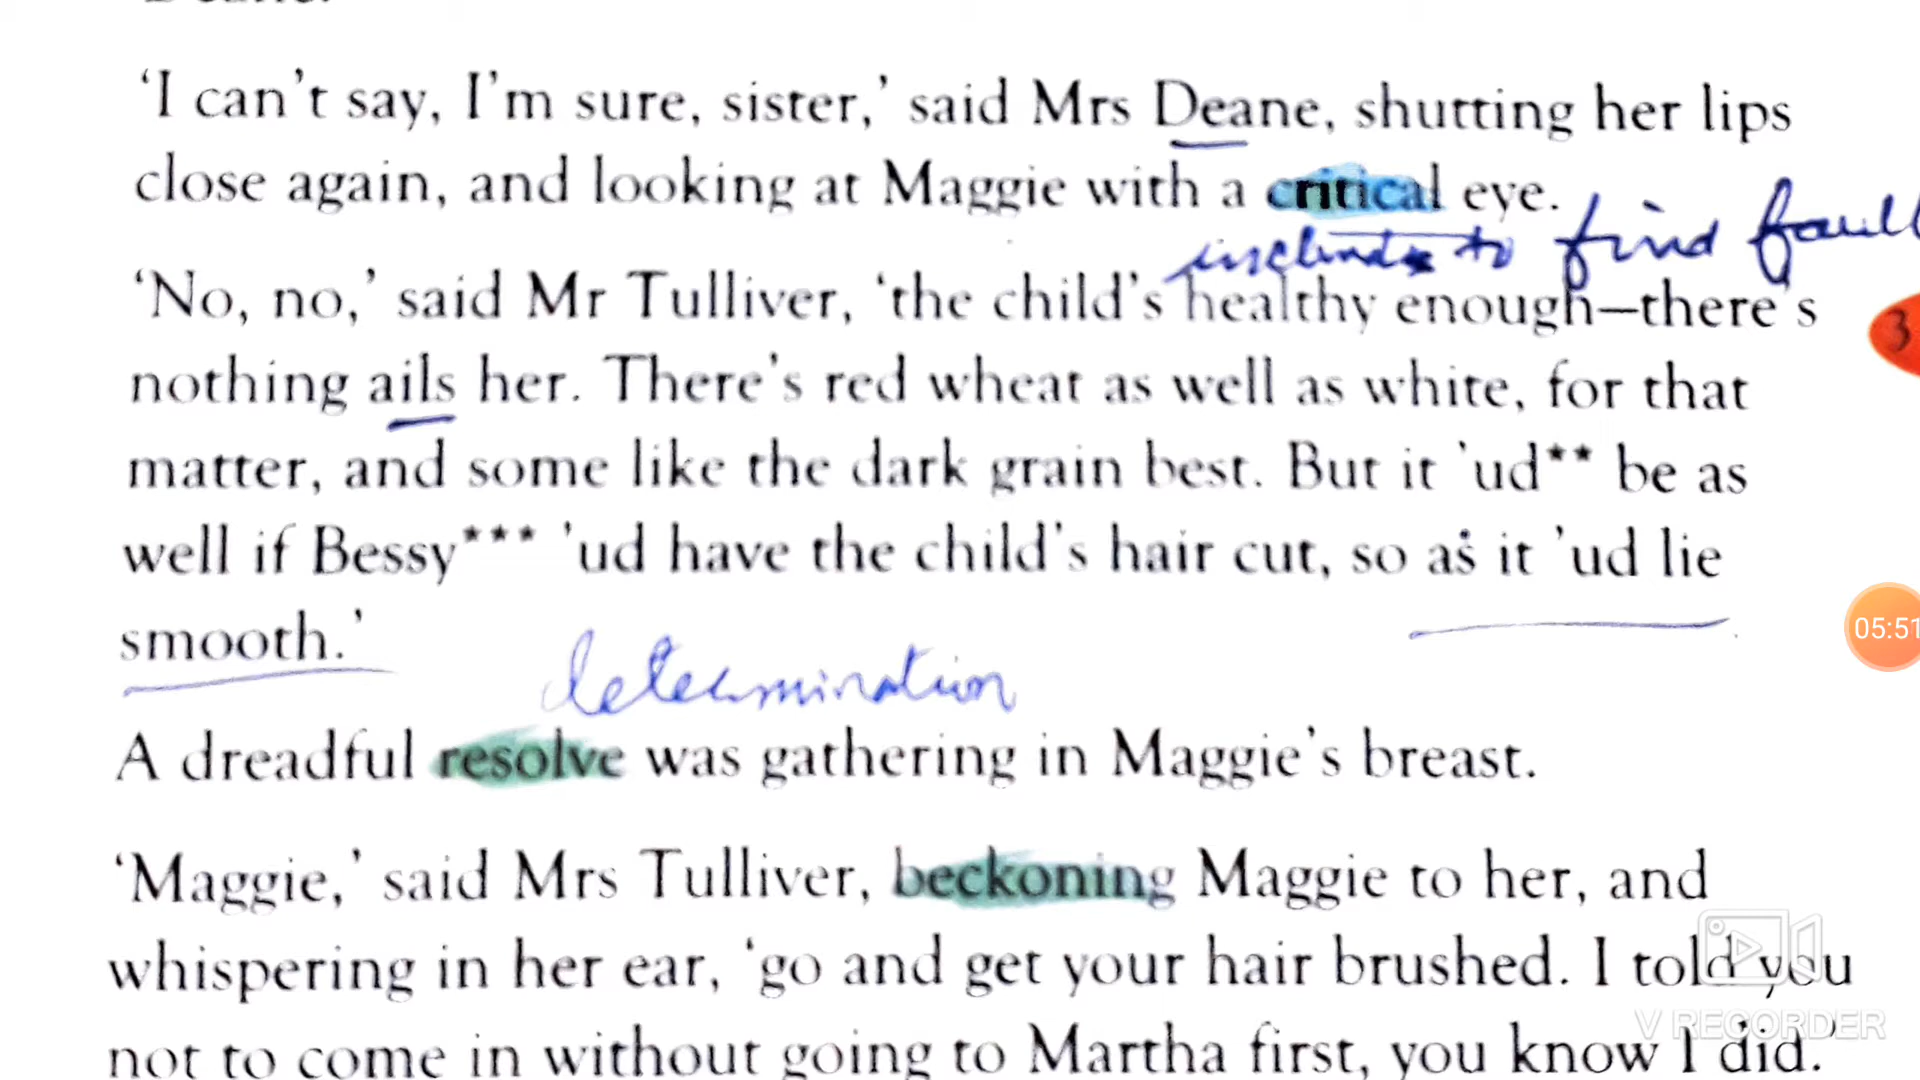 'I can't say, I'm sure, sister,' said Mrs Deane, shutting her lips
close again, and looking at Maggie with a critical eye.
to find fault
'No, no,' said Mr Tulliver, 'the child's healthy enough—there's
3
nothing ails her. There's red wheat as well as white, for that
matter, and some like the dark grain best. But it 'ud** be as
well if Bessy*** 'ud have the child's hair cut, so as it 'ud lie
05:51
smooth.'
determination
A dreadful resolve was gathering in Maggie's breast.
'Maggie,' said Mrs Tulliver, beckoning Maggie to her, and
whispering in her ear, 'go and get your hair brushed. I told you
V RECORDER
not to come in without going to Martha first, you know I did.'